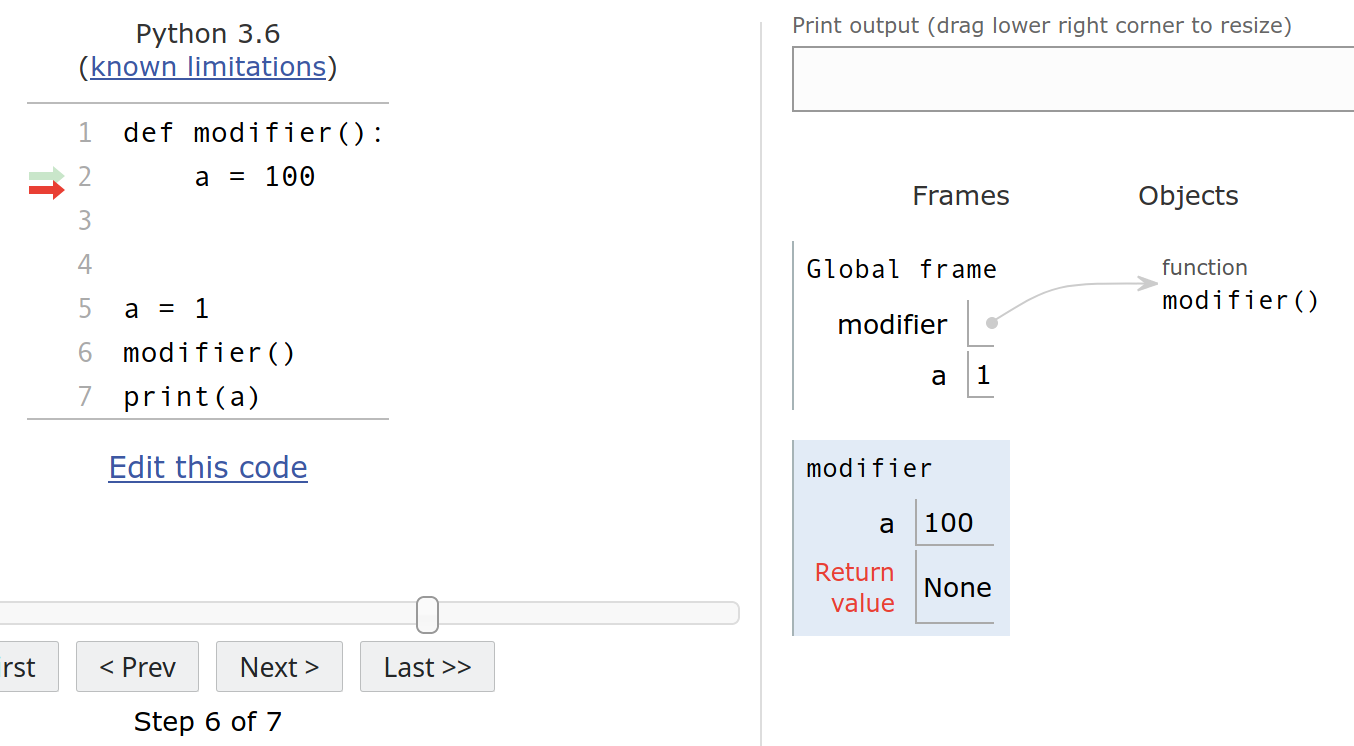 Python 3.6
(known limitations)
1 def modifier():
2     a = 100
3
4
5 a = 1
6 modifier()
7 print(a)
Edit this code
rst
< Prev
Next >
Last >>
Step 6 of 7
Print output (drag lower right corner to resize)
Frames
Objects
Global frame
modifier
a 1
function
modifier()
modifier
a 100
Return
value
None